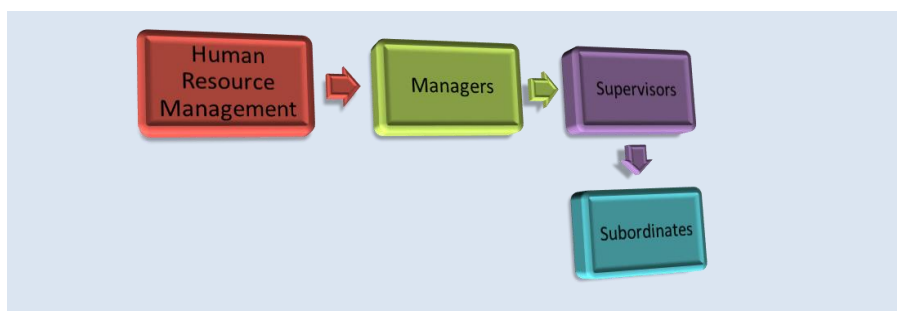 Human
Resource
Management
Managers
Supervisors
Subordinates